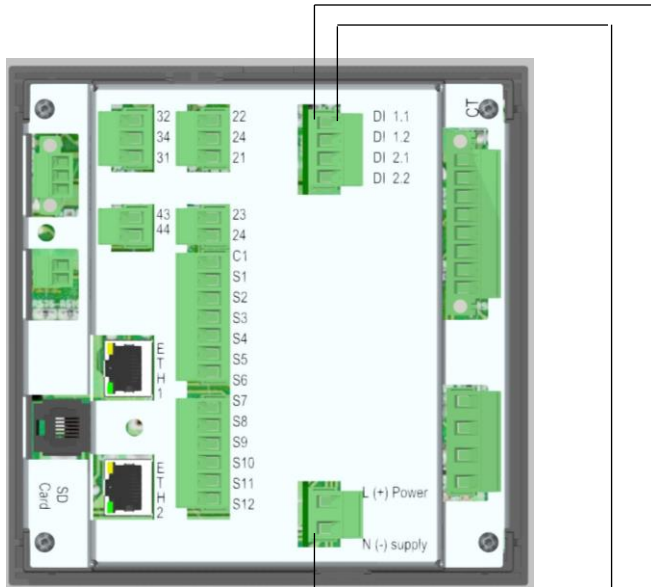 32
34
31
22
24
21
DI 1.1
DI 1.2
DI 2.1
DI 2.2
CT
43
44
23
24
C1
S1
S2
S3
S4
S5
S6
S7
S8
S9
S10
S11
S12
ETH1
ETH2
SD
Card
L (+) Power
N (-) supply